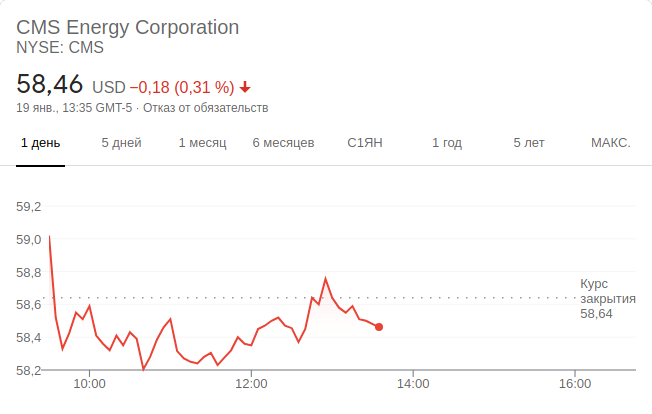 CMS Energy Corporation
NYSE: CMS
58,46 USD −0,18 (0,31 %)
19 янв., 13:35 GMT-5 · Отказ от обязательств
1 день 5 дней 1 месяц 6 месяцев С1ЯН 1 год 5 лет МАКС.
59,2
59,0
58,8
58,6
58,4
58,2
Курс
закрытия
58,64
10:00 12:00 14:00 16:00